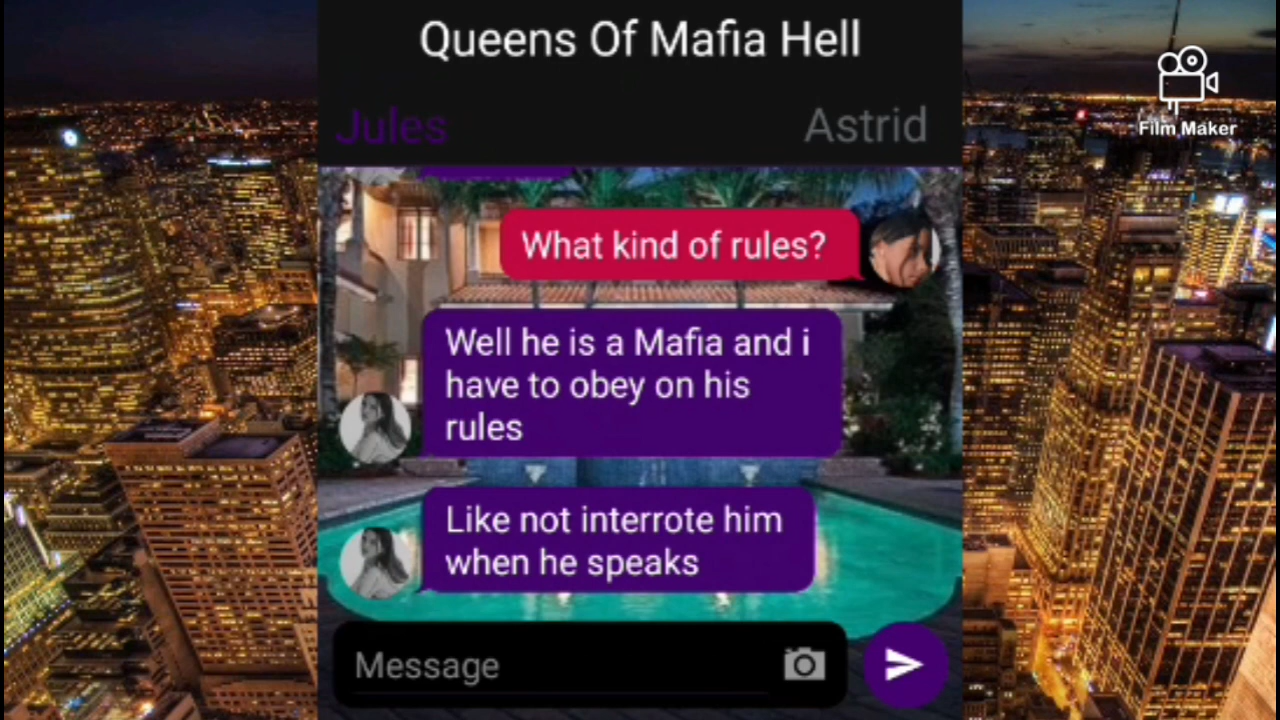 Queens Of Mafia Hell
Film Maker
Jules
Astrid
What kind of rules?
Well he is a Mafia and i
have to obey on his
rules
Like not interrote him
when he speaks
Message